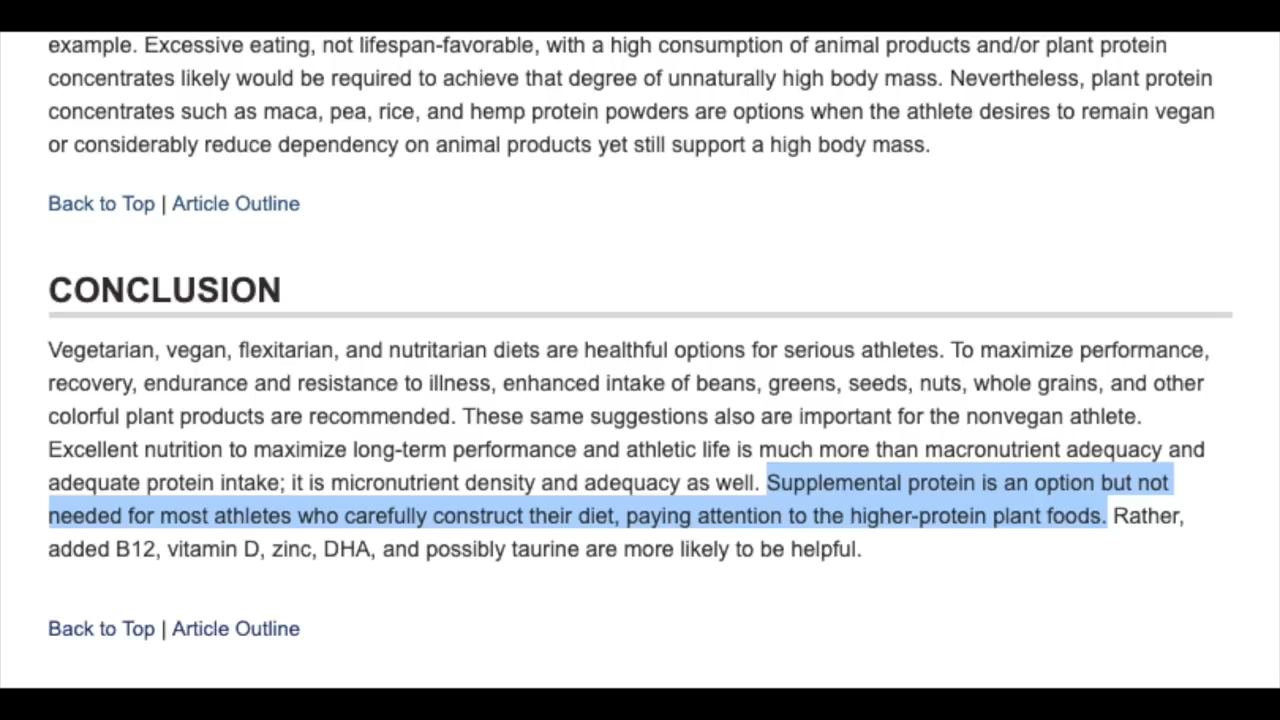 example. Excessive eating, not lifespan-favorable, with a high consumption of animal products and/or plant protein
concentrates likely would be required to achieve that degree of unnaturally high body mass. Nevertheless, plant protein
concentrates such as maca, pea, rice, and hemp protein powders are options when the athlete desires to remain vegan
or considerably reduce dependency on animal products yet still support a high body mass.
Back to Top | Article Outline
CONCLUSION
Vegetarian, vegan, flexitarian, and nutritarian diets are healthful options for serious athletes. To maximize performance,
recovery, endurance and resistance to illness, enhanced intake of beans, greens, seeds, nuts, whole grains, and other
colorful plant products are recommended. These same suggestions also are important for the nonvegan athlete.
Excellent nutrition to maximize long-term performance and athletic life is much more than macronutrient adequacy and
adequate protein intake; it is micronutrient density and adequacy as well. Supplemental protein is an option but not
needed for most athletes who carefully construct their diet, paying attention to the higher-protein plant foods. Rather,
added B12, vitamin D, zinc, DHA, and possibly taurine are more likely to be helpful.
Back to Top | Article Outline